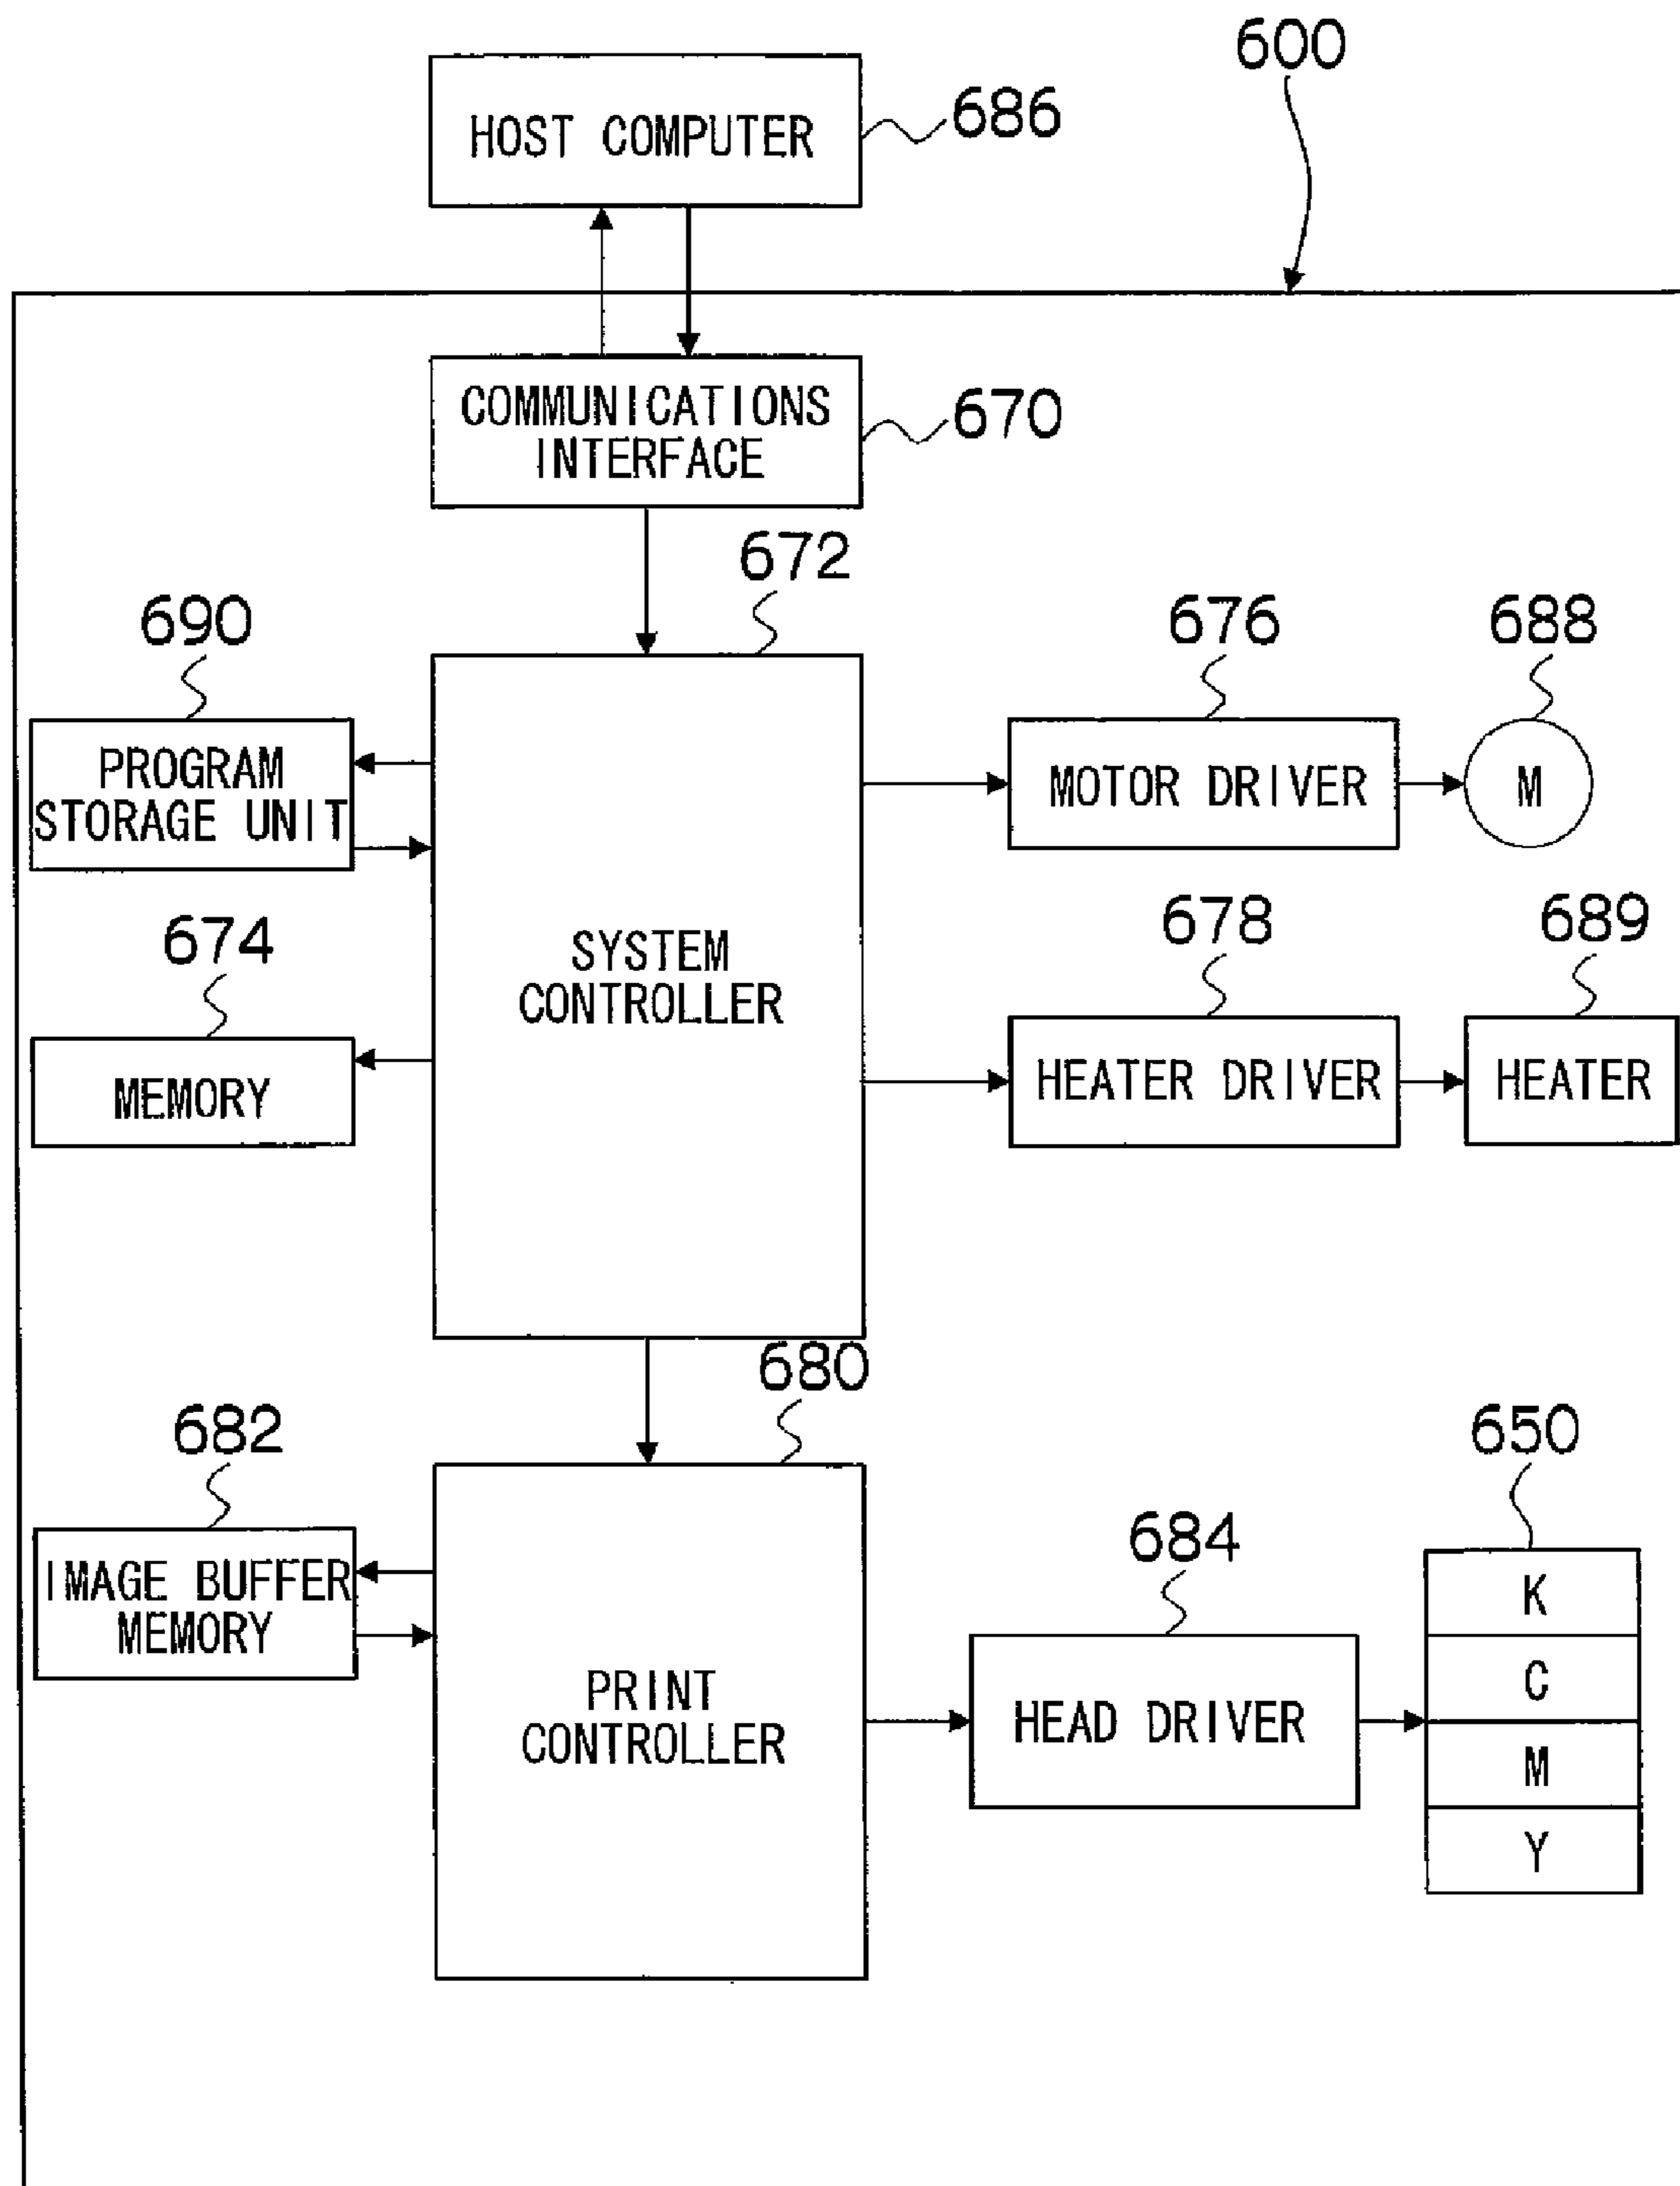 600
HOST COMPUTER
686
COMMUNICATIONS
INTERFACE
670
672
690
PROGRAM
STORAGE UNIT
676
688
MOTOR DRIVER
M
674
MEMORY
SYSTEM
CONTROLLER
678
689
HEATER DRIVER
HEATER
680
682
IMAGE BUFFER
MEMORY
PRINT
CONTROLLER
684
HEAD DRIVER
650
K
C
M
Y